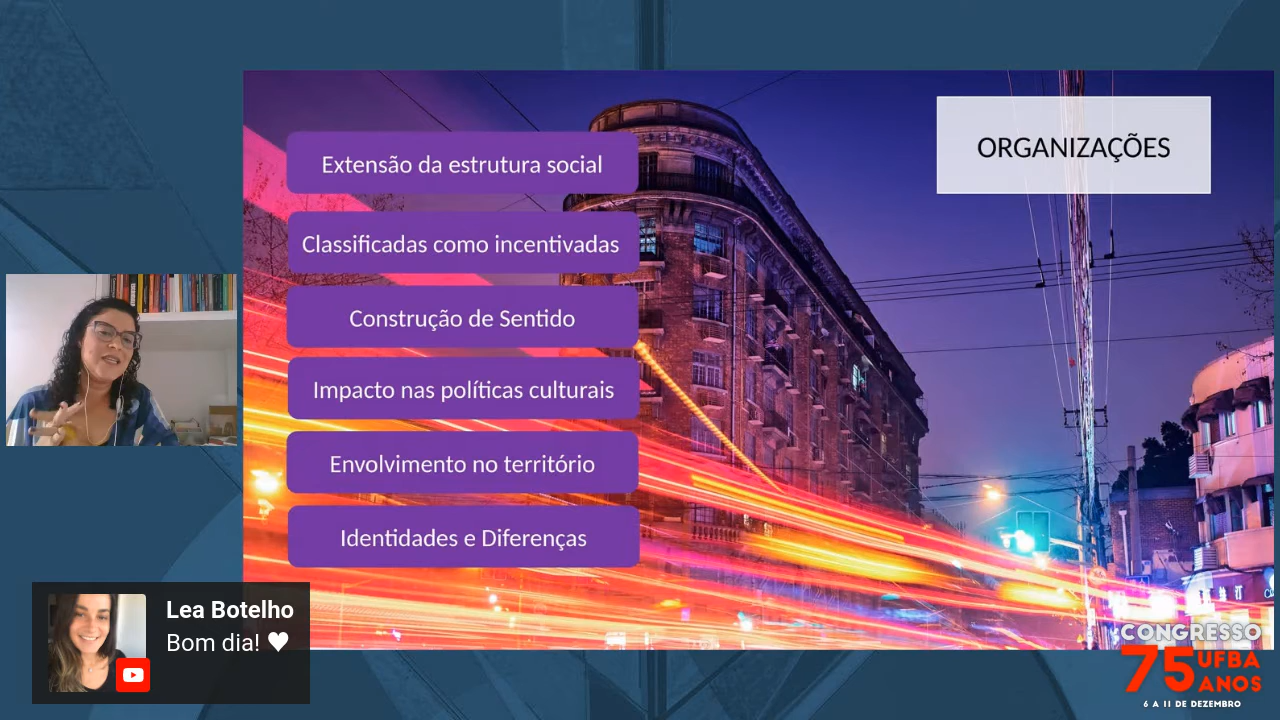 ORGANIZAÇÕES
Extensão da estrutura social
Classificadas como incentivadas
Construção de Sentido
Impacto nas políticas culturais
Envolvimento no território
Identidades e Diferenças
Lea Botelho
Bom dia! ♥
CONGRESSO
75 UFBA
ANOS
6 A 11 DE DEZEMBRO